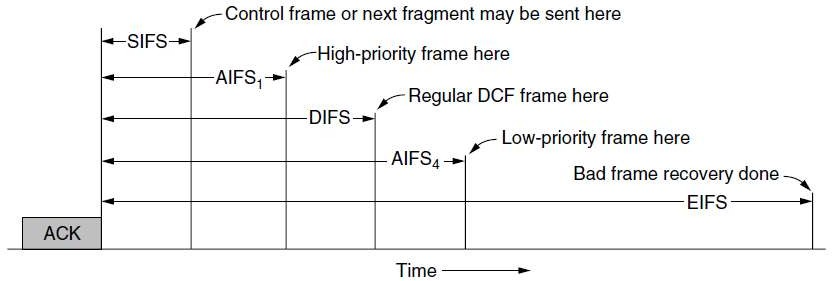 Control frame or next fragment may be sent here
SIFS
High-priority frame here
AIFS₁
Regular DCF frame here
DIFS
Low-priority frame here
AIFS₄
Bad frame recovery done
EIFS
ACK
Time